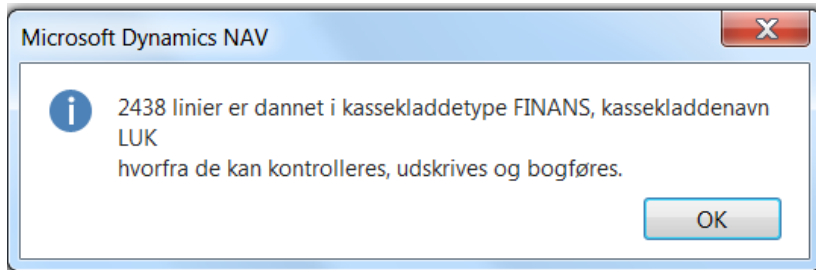 Microsoft Dynamics NAV
2438 linier er dannet i kassekladdetype FINANS, kassekladdenavn
LUK
hvorfra de kan kontrolleres, udskrives og bogføres.
OK